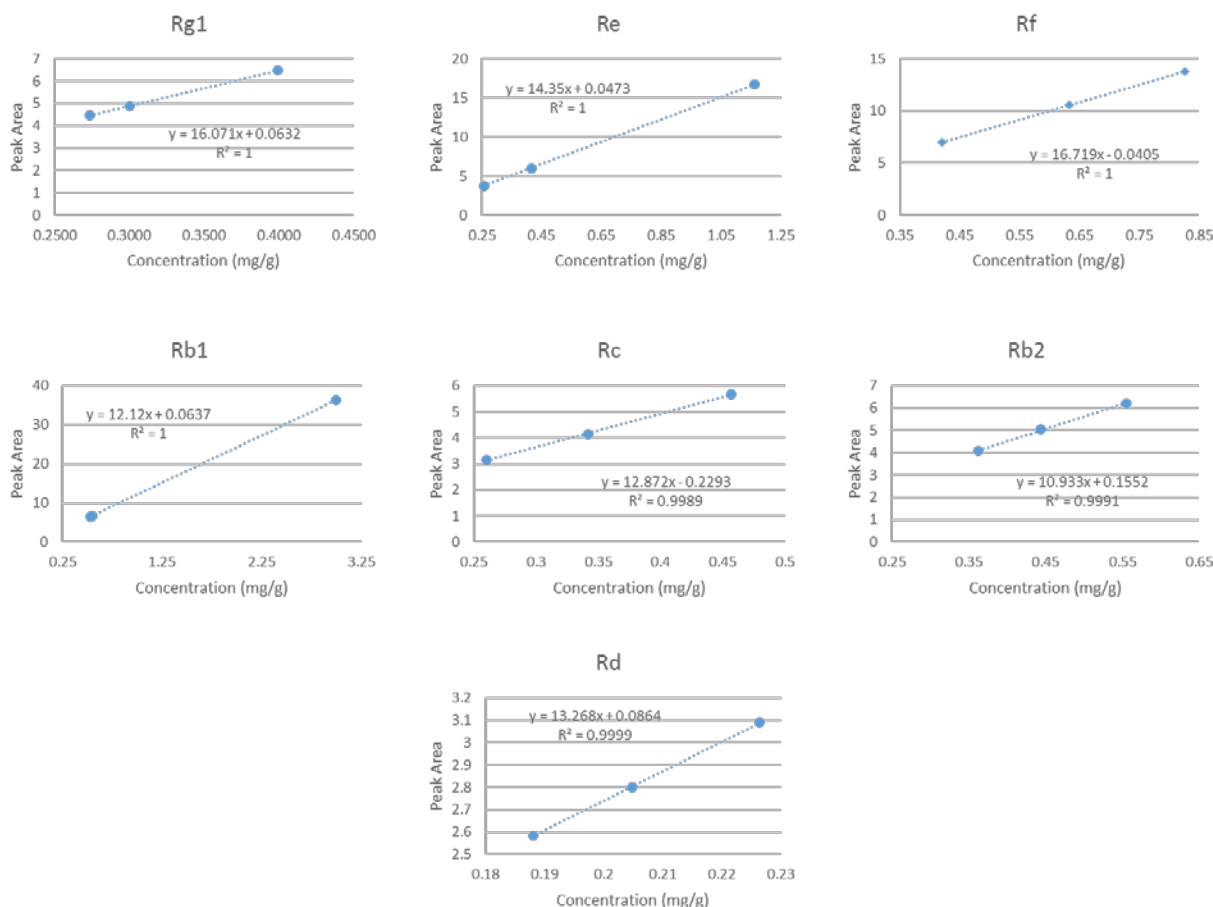 Rg1
Peak Area
7
6
5
4
3
2
1
0
y = 16.071x + 0.0632
R² = 1
0.2500 0.3000 0.3500 0.4000 0.4500
Concentration (mg/g)
Re
Peak Area
20
15
10
5
0
y = 14.35x + 0.0473
R² = 1
0.25 0.45 0.65 0.85 1.05 1.25
Concentration (mg/g)
Rf
Peak Area
15
10
5
0
y = 16.719x - 0.0405
R² = 1
0.35 0.45 0.55 0.65 0.75 0.85
Concentration (mg/g)
Rb1
Peak Area
40
30
20
10
0
y = 12.12x + 0.0637
R² = 1
0.25 1.25 2.25 3.25
Concentration (mg/g)
Rc
Peak Area
6
5
4
3
2
1
0
y = 12.872x - 0.2293
R² = 0.9989
0.25 0.3 0.35 0.4 0.45 0.5
Concentration (mg/g)
Rb2
Peak Area
7
6
5
4
3
2
1
0
y = 10.933x + 0.1552
R² = 0.9991
0.25 0.35 0.45 0.55 0.65
Concentration (mg/g)
Rd
Peak Area
3.2
3.1
3
2.9
2.8
2.7
2.6
2.5
y = 13.268x + 0.0864
R² = 0.9999
0.18 0.19 0.2 0.21 0.22 0.23
Concentration (mg/g)